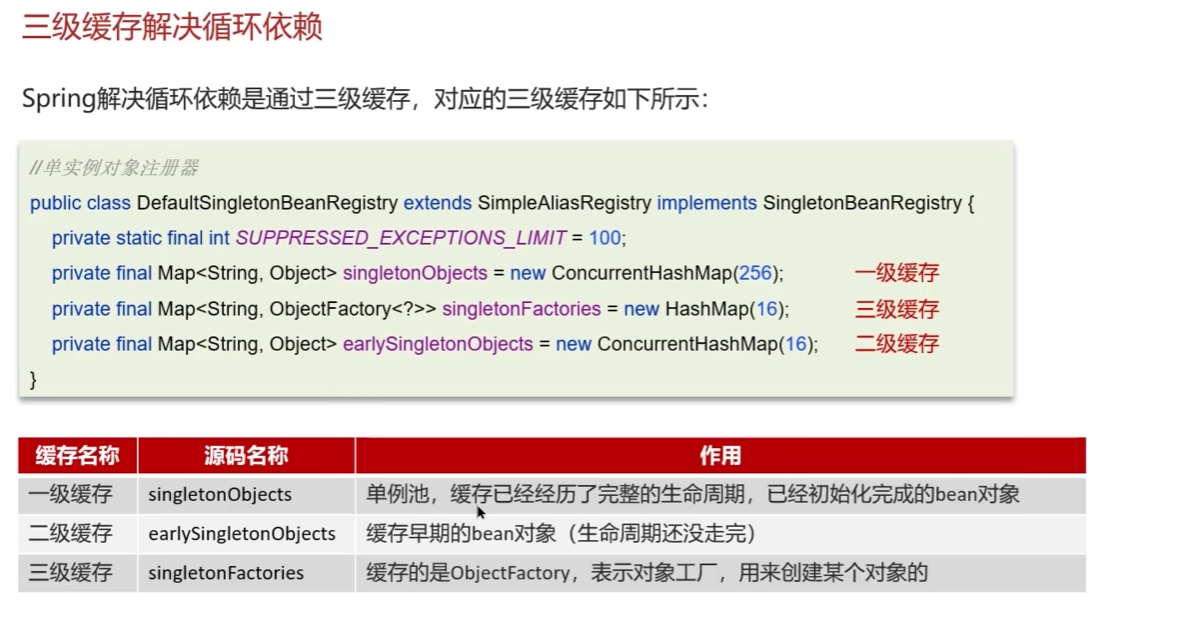 三级缓存解决循环依赖
Spring解决循环依赖是通过三级缓存，对应的三级缓存如下所示：
//单实例对象注册器
public class DefaultSingletonBeanRegistry extends SimpleAliasRegistry implements SingletonBeanRegistry {
private static final int SUPPRESSED_EXCEPTIONS_LIMIT = 100;
private final Map<String, Object> singletonObjects = new ConcurrentHashMap(256); 一级缓存
private final Map<String, ObjectFactory<?>> singletonFactories = new HashMap(16); 三级缓存
private final Map<String, Object> earlySingletonObjects = new ConcurrentHashMap(16); 二级缓存
}
缓存名称 源码名称 作用
一级缓存 singletonObjects 单例池，缓存已经经历了完整的生命周期，已经初始化完成的bean对象
二级缓存 earlySingletonObjects 缓存早期的bean对象（生命周期还没走完）
三级缓存 singletonFactories 缓存的是ObjectFactory，表示对象工厂，用来创建某个对象的